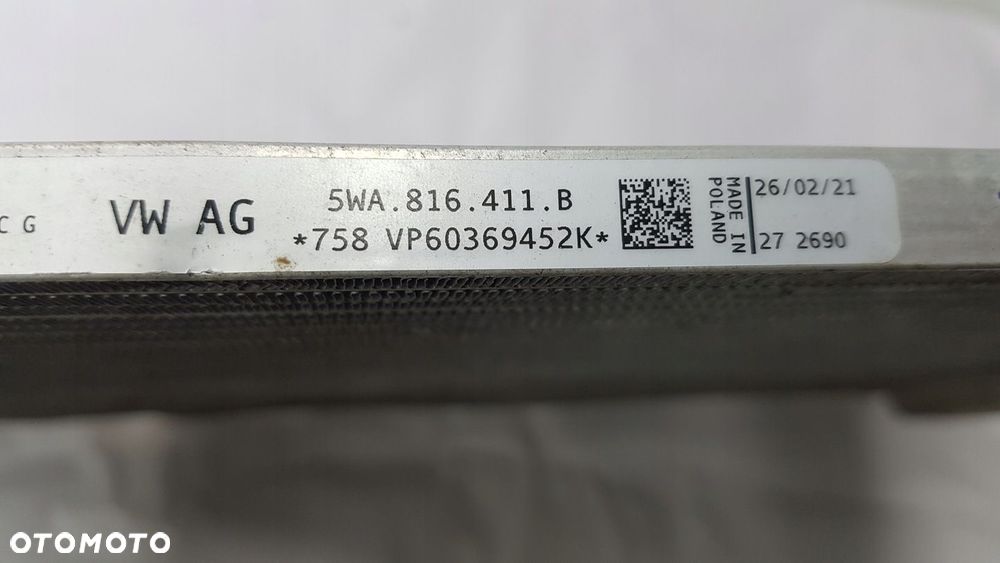 C G
VW AG
5WA.816.411.B
*758 VP60369452K*
MADE IN
POLAND
26/02/21
27 2690
OTOMOTO